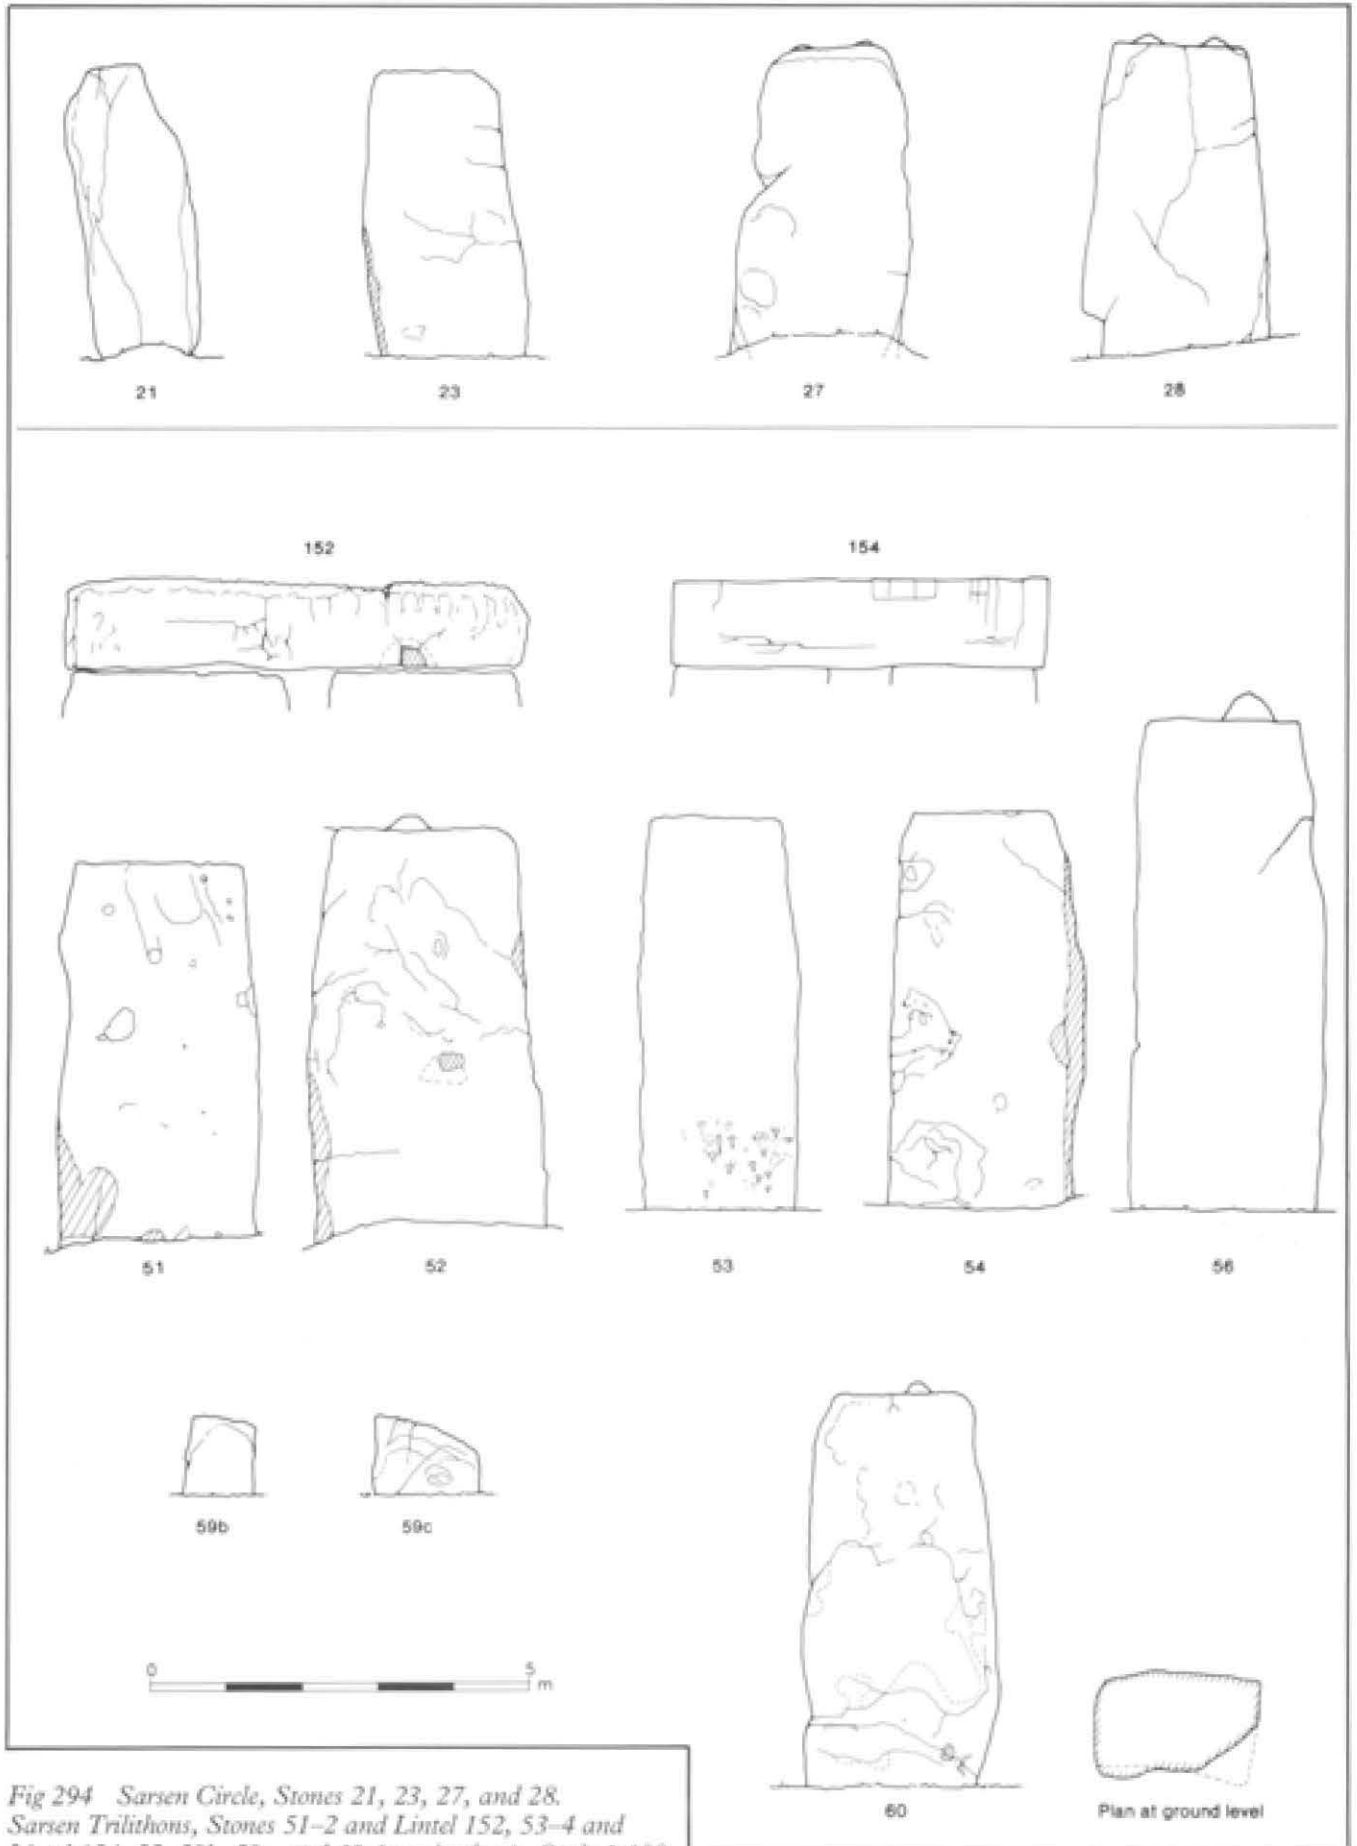 21 23 27 28
152 154
51 52 53 54 56
59b 59c
0 5 m
60 Plan at ground level
Fig 294 Sarsen Circle, Stones 21, 23, 27, and 28.
Sarsen Trilithons, Stones 51–2 and Lintel 152, 53–4 and